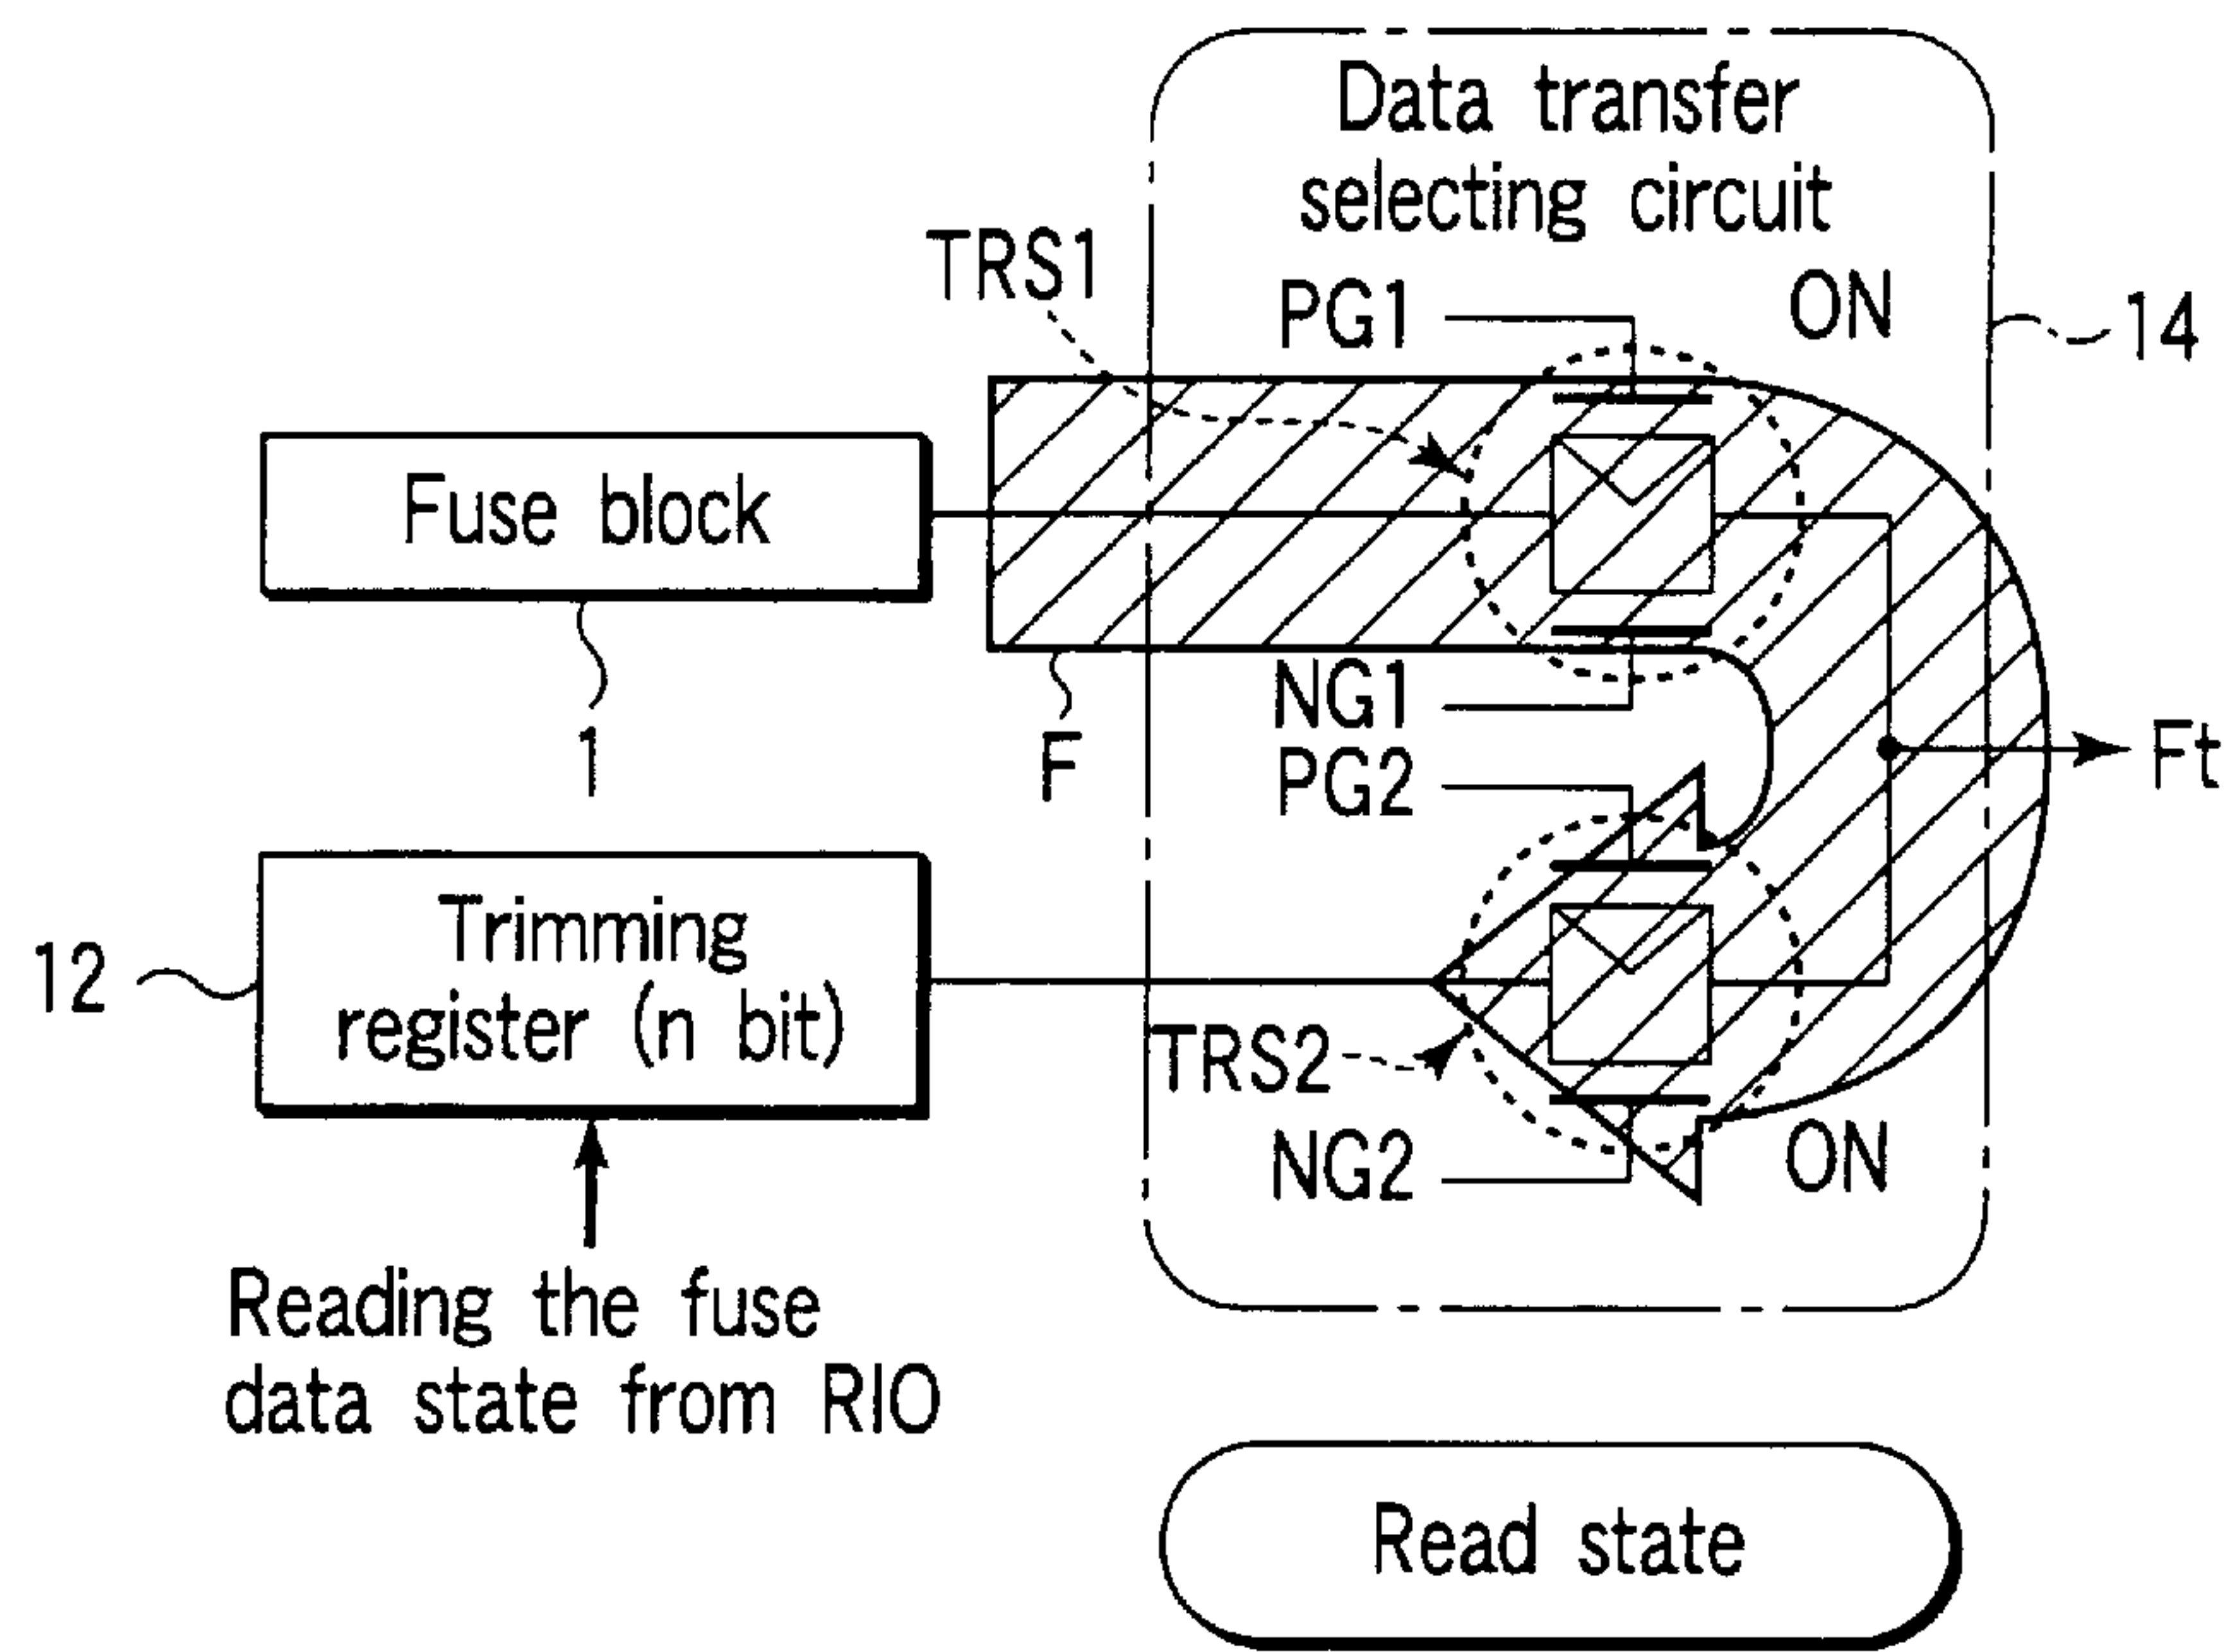 Data transfer
selecting circuit
TRS1
PG1
ON
14
Fuse block
1
F
NG1
PG2
Ft
Trimming
register (n bit)
12
TRS2
NG2
ON
Reading the fuse
data state from RIO
Read state